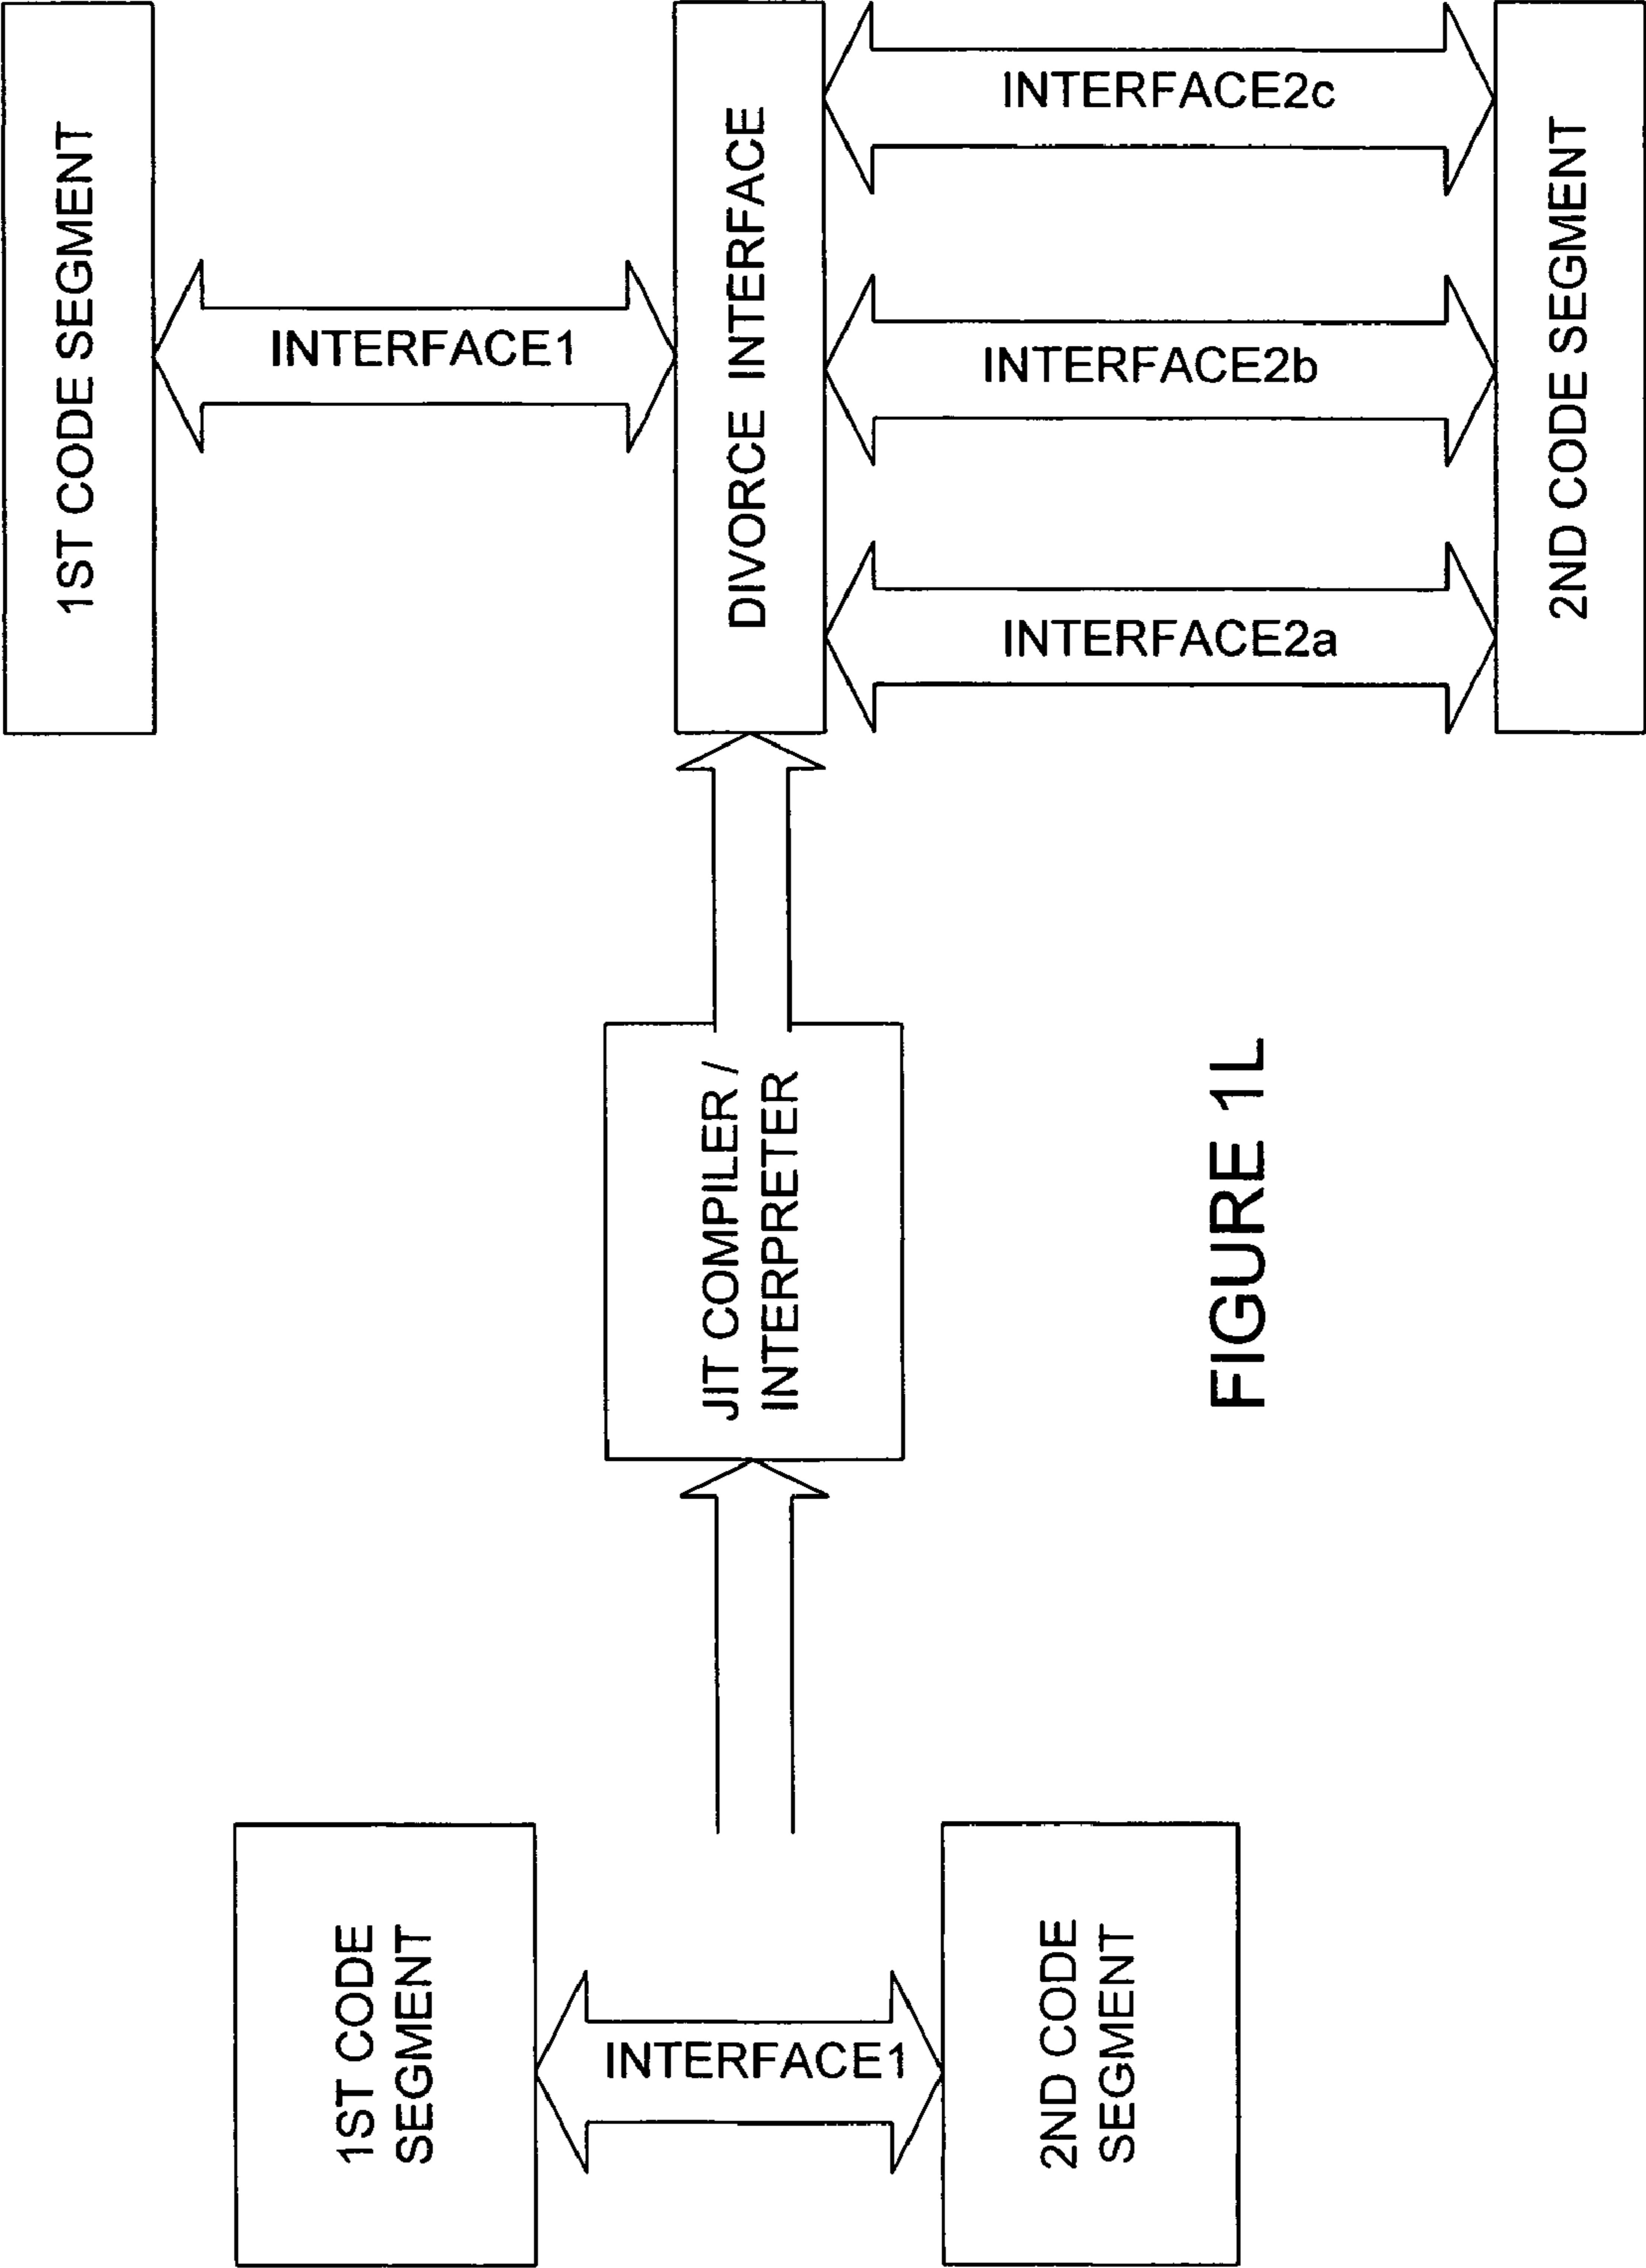 1ST CODE
SEGMENT
INTERFACE1
2ND CODE
SEGMENT
JIT COMPILER /
INTERPRETER
1ST CODE SEGMENT
INTERFACE1
DIVORCE INTERFACE
INTERFACE2a
INTERFACE2b
INTERFACE2c
2ND CODE SEGMENT
FIGURE 1L